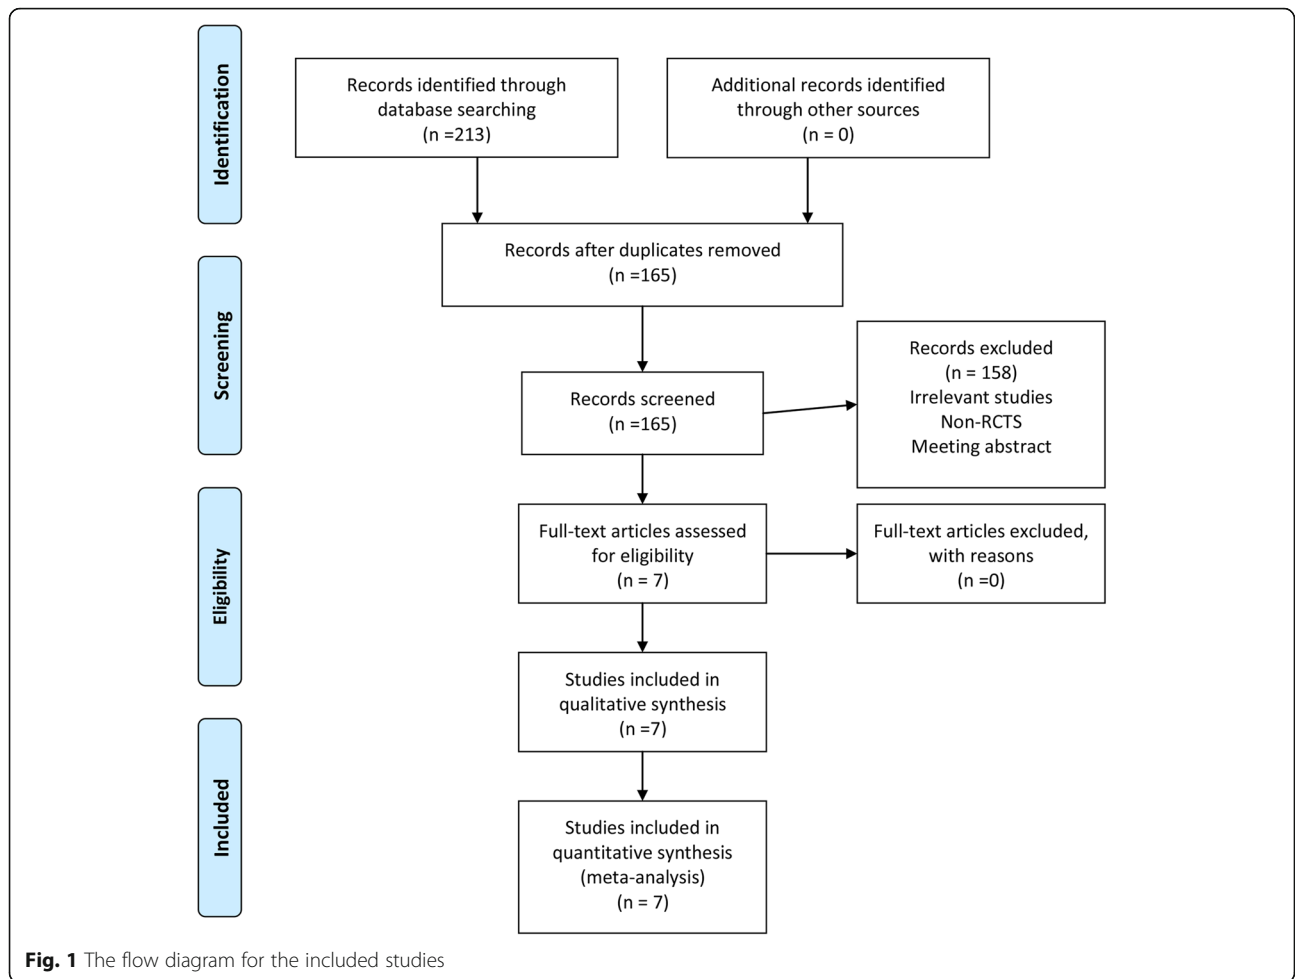 Identification
Records identified through
database searching
(n =213)
Additional records identified
through other sources
(n = 0)
Records after duplicates removed
(n =165)
Screening
Records screened
(n =165)
Records excluded
(n = 158)
Irrelevant studies
Non-RCTS
Meeting abstract
Eligibility
Full-text articles assessed
for eligibility
(n = 7)
Full-text articles excluded,
with reasons
(n =0)
Studies included in
qualitative synthesis
(n =7)
Included
Studies included in
quantitative synthesis
(meta-analysis)
(n = 7)
Fig. 1 The flow diagram for the included studies